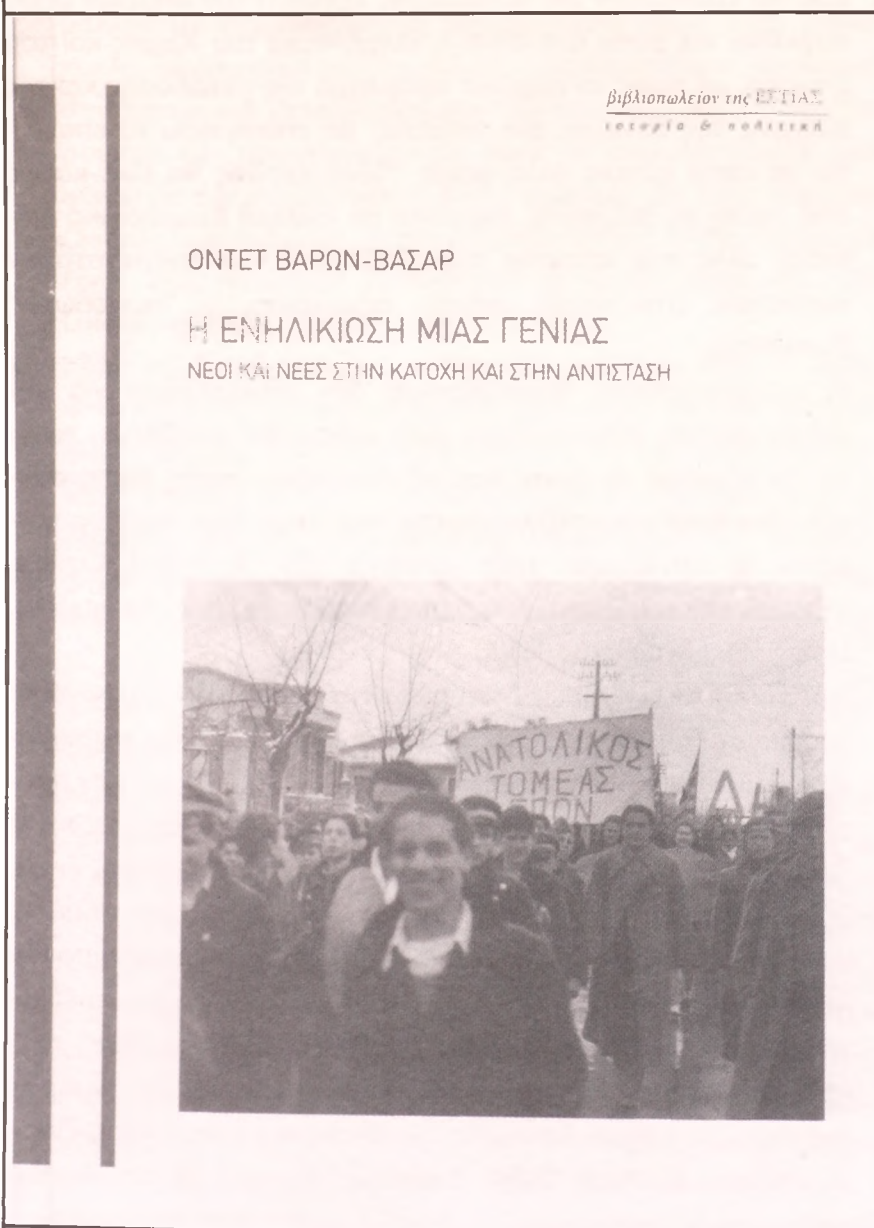 βιβλιοπωλείον της ΕΣΤΙΑΣ
ιστορία & πολιτική
ΟΝΤΕΤ ΒΑΡΩΝ-ΒΑΣΑΡ
Η ΕΝΗΛΙΚΙΩΣΗ ΜΙΑΣ ΓΕΝΙΑΣ
ΝΕΟΙ ΚΑΙ ΝΕΕΣ ΣΤΗΝ ΚΑΤΟΧΗ ΚΑΙ ΣΤΗΝ ΑΝΤΙΣΤΑΣΗ
ΑΝΑΤΟΛΙΚΟΣ
ΤΟΜΕΑΣ
ΕΠΟΝ